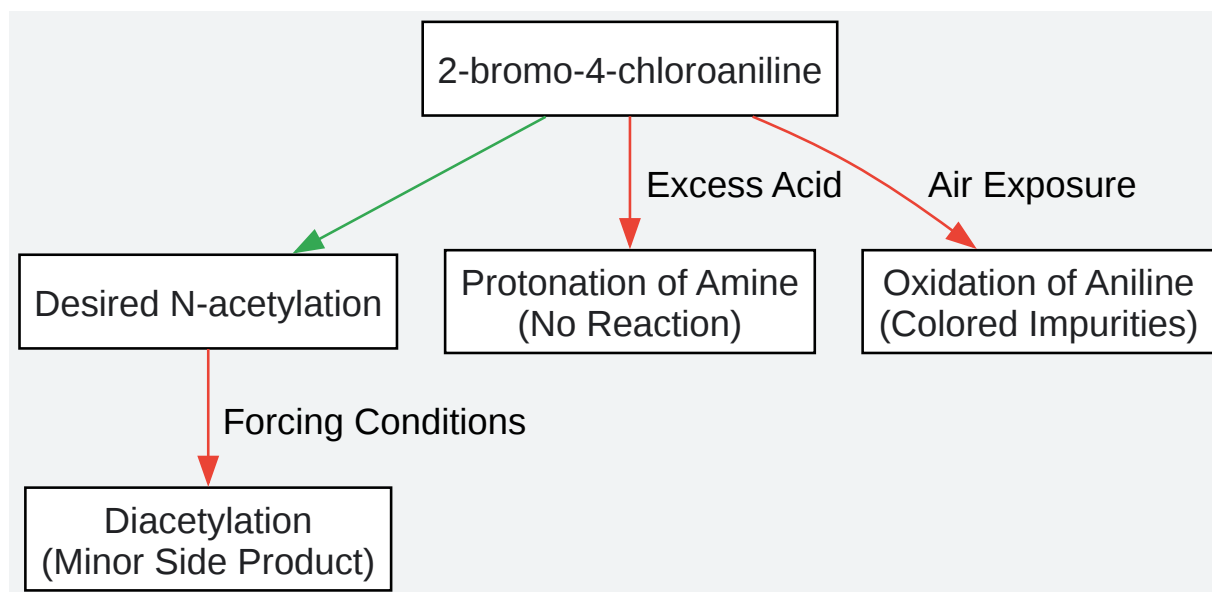 2-bromo-4-chloroaniline
Excess Acid
Air Exposure
Desired N-acetylation
Protonation of Amine
(No Reaction)
Oxidation of Aniline
(Colored Impurities)
Forcing Conditions
Diacetylation
(Minor Side Product)